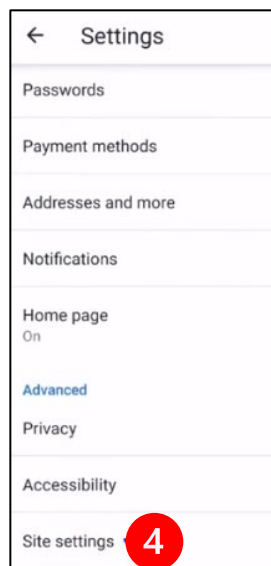 ← Settings
Passwords
Payment methods
Addresses and more
Notifications
Home page
On
Advanced
Privacy
Accessibility
Site settings 4